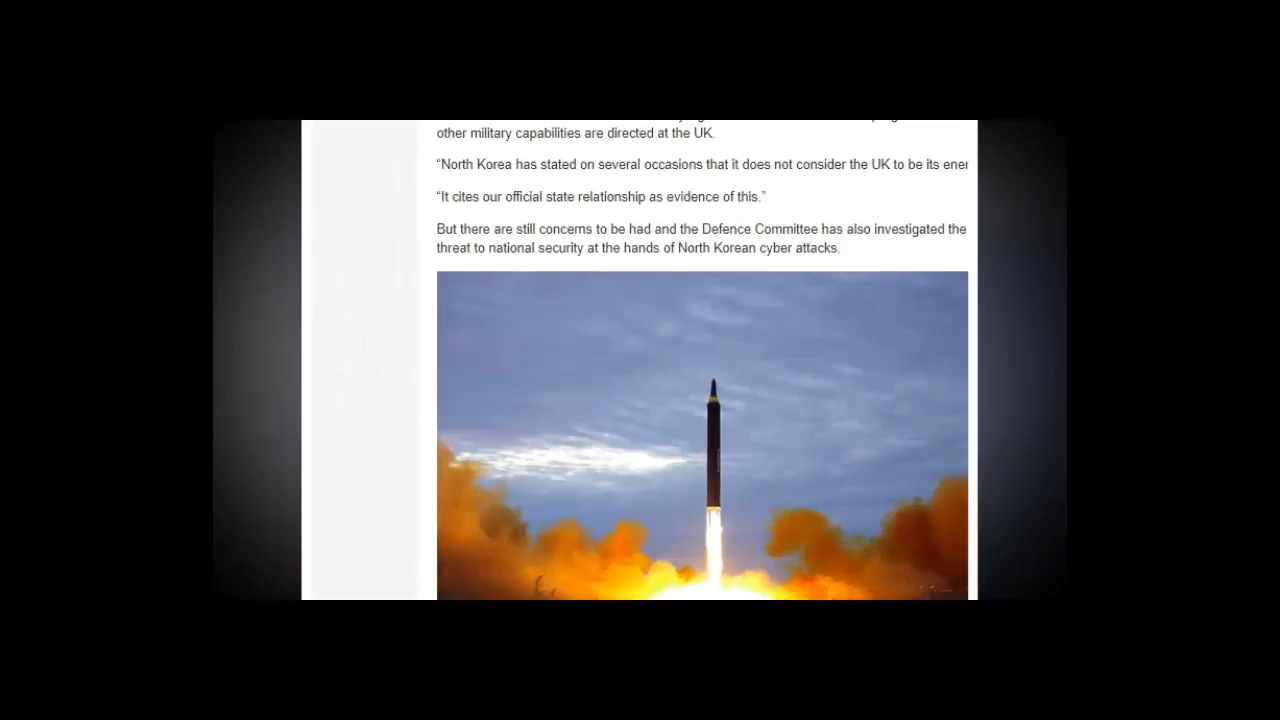 other military capabilities are directed at the UK.
“North Korea has stated on several occasions that it does not consider the UK to be its
“It cites our official state relationship as evidence of this.”
But there are still concerns to be had and the Defence Committee has also investigated the
threat to national security at the hands of North Korean cyber attacks.